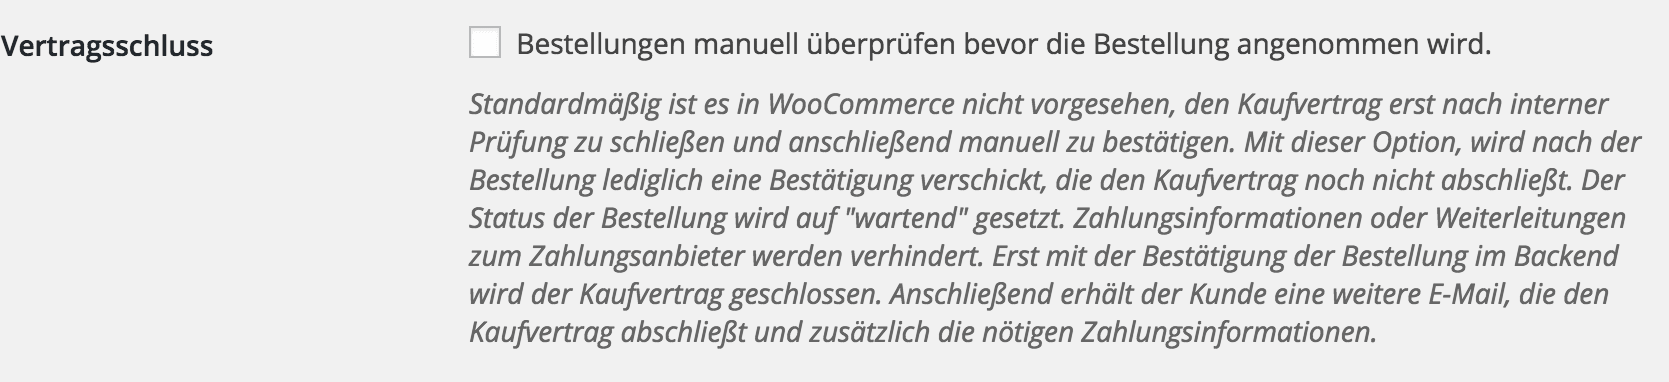 Vertragsschluss
Bestellungen manuell überprüfen bevor die Bestellung angenommen wird.
Standardmäßig ist es in WooCommerce nicht vorgesehen, den Kaufvertrag erst nach interner
Prüfung zu schließen und anschließend manuell zu bestätigen. Mit dieser Option, wird nach der
Bestellung lediglich eine Bestätigung verschickt, die den Kaufvertrag noch nicht abschließt. Der
Status der Bestellung wird auf "wartend" gesetzt. Zahlungsinformationen oder Weiterleitungen
zum Zahlungsanbieter werden verhindert. Erst mit der Bestätigung der Bestellung im Backend
wird der Kaufvertrag geschlossen. Anschließend erhält der Kunde eine weitere E-Mail, die den
Kaufvertrag abschließt und zusätzlich die nötigen Zahlungsinformationen.